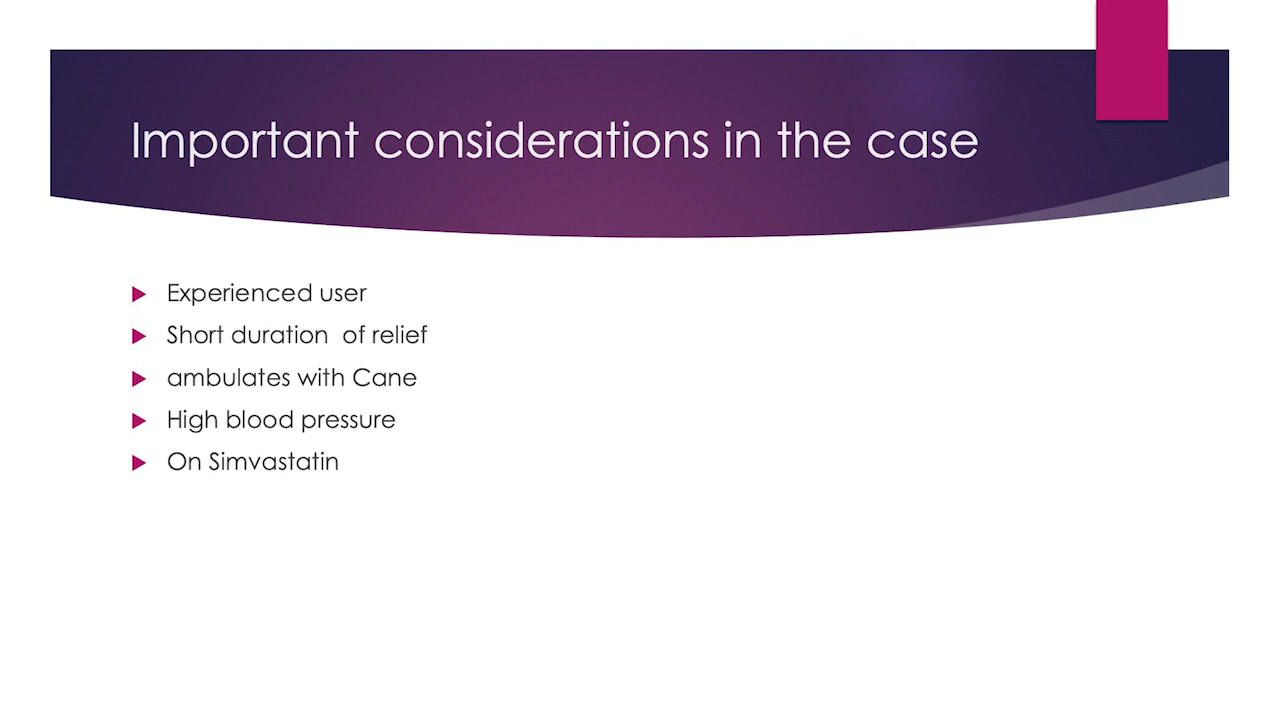 Important considerations in the case
Experienced user
Short duration  of relief
ambulates with Cane
High blood pressure
On Simvastatin